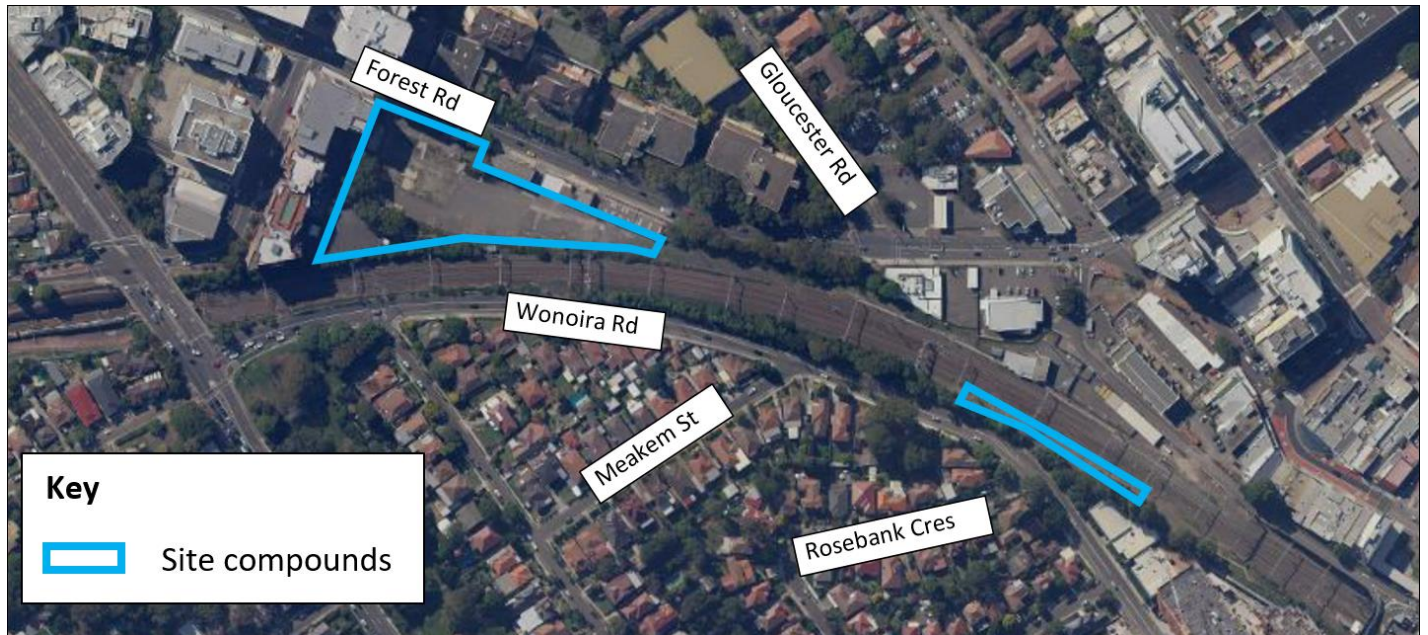 Forest Rd
Gloucester Rd
Wonoira Rd
Meakem St
Rosebank Cres
Key
Site compounds